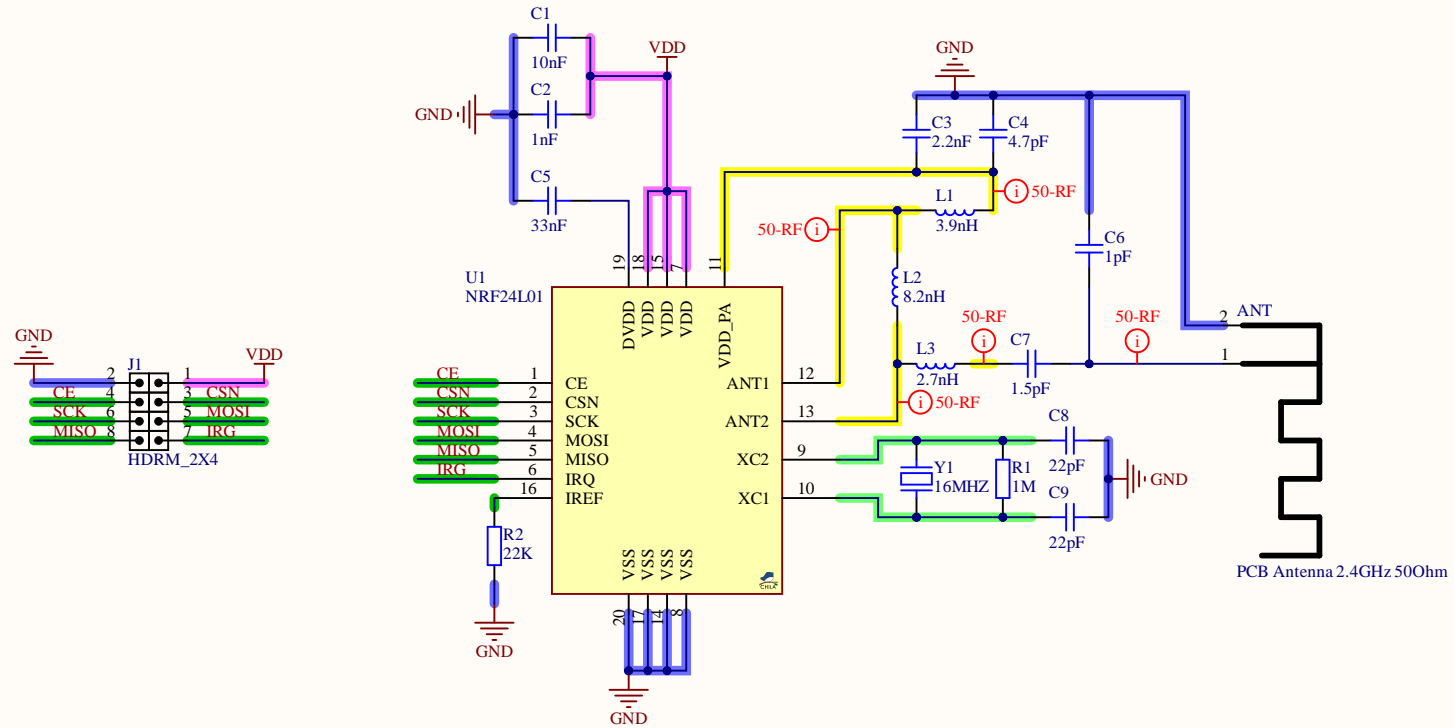 C1
10nF
VDD
GND
C2
1nF
GND
C3
2.2nF
C4
4.7pF
C5
33nF
L1
3.9nH
50-RF
50-RF
C6
1pF
U1
NRF24L01
19
18
15
7
11
DVDD
VDD
VDD
VDD
VDD_PA
L2
8.2nH
2
ANT
1
50-RF
50-RF
C7
1.5pF
L3
2.7nH
50-RF
GND
VDD
J1
2
1
CE
4
3
CSN
SCK
6
5
MOSI
MISO
8
7
IRG
HDRM_2X4
CE
1
CE
CSN
2
CSN
SCK
3
SCK
MOSI
4
MOSI
MISO
5
MISO
IRG
6
IRQ
16
IREF
ANT1
12
ANT2
13
XC2
9
XC1
10
C8
22pF
Y1
16MHZ
R1
1M
GND
C9
22pF
R2
22K
GND
VSS
VSS
VSS
VSS
20
17
14
8
GND
CHILA
PCB Antenna 2.4GHz 50Ohm